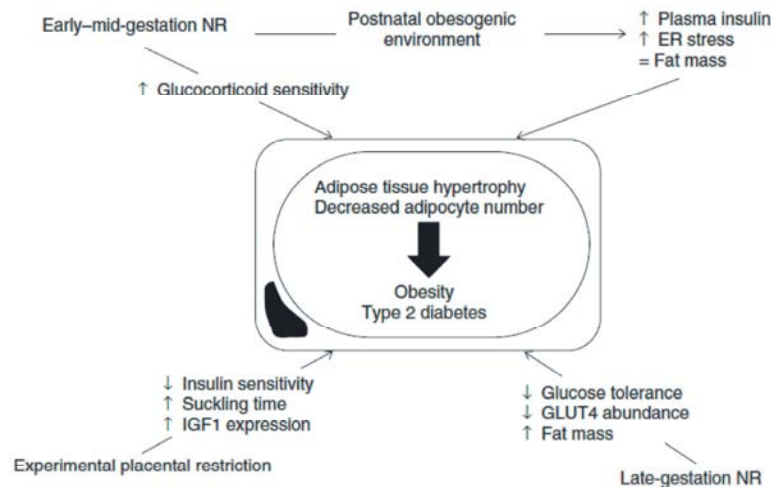 Early–mid-gestation NR
Postnatal obesogenic
environment
↑ Plasma insulin
↑ ER stress
= Fat mass
↑ Glucocorticoid sensitivity
Adipose tissue hypertrophy
Decreased adipocyte number
Obesity
Type 2 diabetes
↓ Insulin sensitivity
↑ Suckling time
↑ IGF1 expression
Experimental placental restriction
↓ Glucose tolerance
↓ GLUT4 abundance
↑ Fat mass
Late-gestation NR